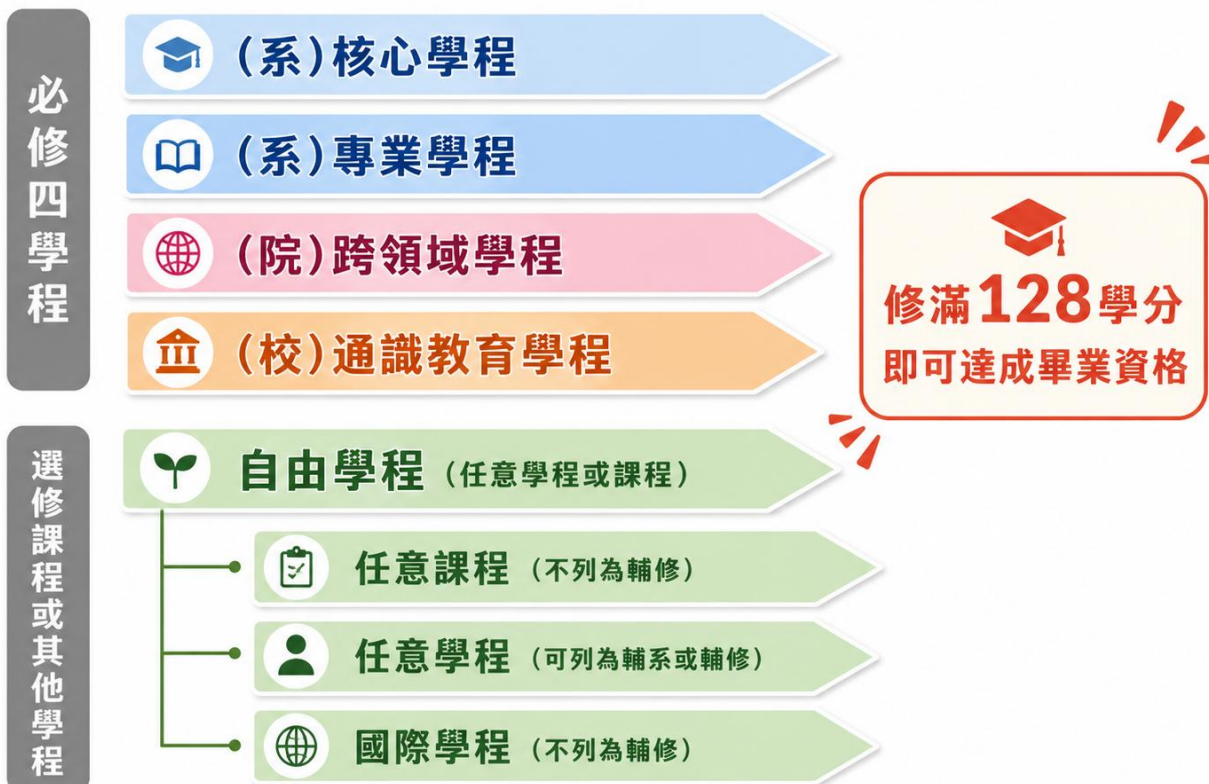 必修四學程
(系)核心學程
(系)專業學程
(院)跨領域學程
(校)通識教育學程
修滿128學分
即可達成畢業資格
選修課程或其他學程
自由學程(任意學程或課程)
任意課程(不列為輔修)
任意學程(可列為輔系或輔修)
國際學程(不列為輔修)